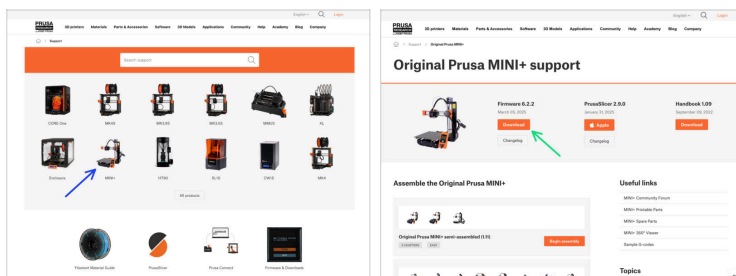 English
Login
PRUSA
RESEARCH
3D printers Materials Parts & Accessories Software 3D Models Applications Community Help Academy Blog Company
Support
Search support
CORE One MK4S MK3.5S MK3.9S MMU3 XL
Enclosure MINI+ HT90 SL1S CW1S MK4
All products
Filament Material Guide PrusaSlicer Prusa Connect Firmware & Downloads
English
Login
PRUSA
RESEARCH
3D printers Materials Parts & Accessories Software 3D Models Applications Community Help Academy Blog Company
Support Original Prusa MINI+
Original Prusa MINI+ support
Firmware 6.2.2 PrusaSlicer 2.9.0 Handbook 1.09
March 05, 2025 January 31, 2025 September 09, 2022
Download Apple Download
Changelog Changelog
Assemble the Original Prusa MINI+
Original Prusa MINI+ semi-assembled (1.11)
Begin assembly
Useful links
MINI+ Community Forum
MINI+ Printable Parts
MINI+ Spare Parts
MINI+ 360° Viewer
Sample G-codes
Topics